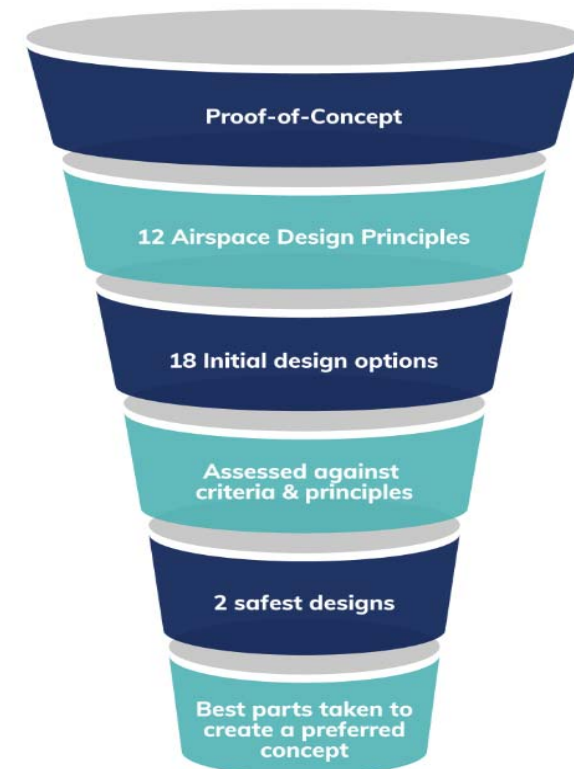 Proof-of-Concept
12 Airspace Design Principles
18 Initial design options
Assessed against
criteria & principles
2 safest designs
Best parts taken to
create a preferred
concept